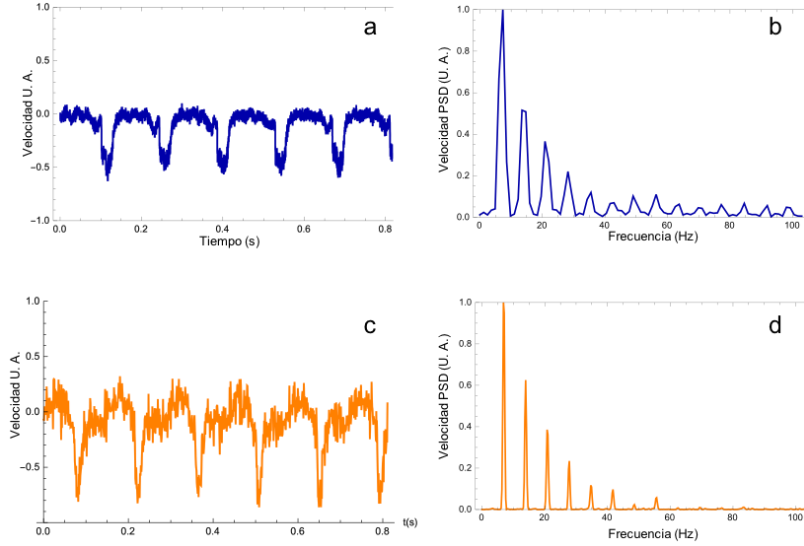 a
Velocidad U. A.
1.0
0.5
0.0
−0.5
−1.0
0.0 0.2 0.4 0.6 0.8
Tiempo (s)
b
Velocidad PSD (U. A.)
1.0
0.8
0.6
0.4
0.2
0.0
0 20 40 60 80 100
Frecuencia (Hz)
c
Velocidad U. A.
1.0
0.5
0.0
−0.5
0.0 0.2 0.4 0.6 0.8 t(s)
d
Velocidad PSD (U. A.)
1.0
0.8
0.6
0.4
0.2
0.0
0 20 40 60 80 100
Frecuencia (Hz)